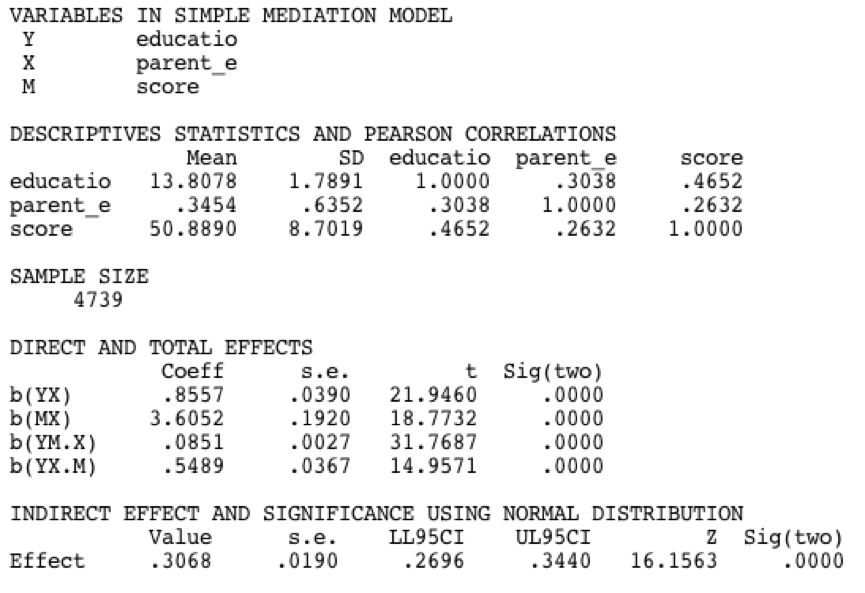 VARIABLES IN SIMPLE MEDIATION MODEL
Y educatio
X parent_e
M score
DESCRIPTIVES STATISTICS AND PEARSON CORRELATIONS
Mean SD educatio parent_e score
educatio 13.8078 1.7891 1.0000 .3038 .4652
parent_e .3454 .6352 .3038 1.0000 .2632
score 50.8890 8.7019 .4652 .2632 1.0000
SAMPLE SIZE
4739
DIRECT AND TOTAL EFFECTS
Coeff s.e. t Sig(two)
b(YX) .8557 .0390 21.9460 .0000
b(MX) 3.6052 .1920 18.7732 .0000
b(YM.X) .0851 .0027 31.7687 .0000
b(YX.M) .5489 .0367 14.9571 .0000
INDIRECT EFFECT AND SIGNIFICANCE USING NORMAL DISTRIBUTION
Value s.e. LL95CI UL95CI Z Sig(two)
Effect .3068 .0190 .2696 .3440 16.1563 .0000